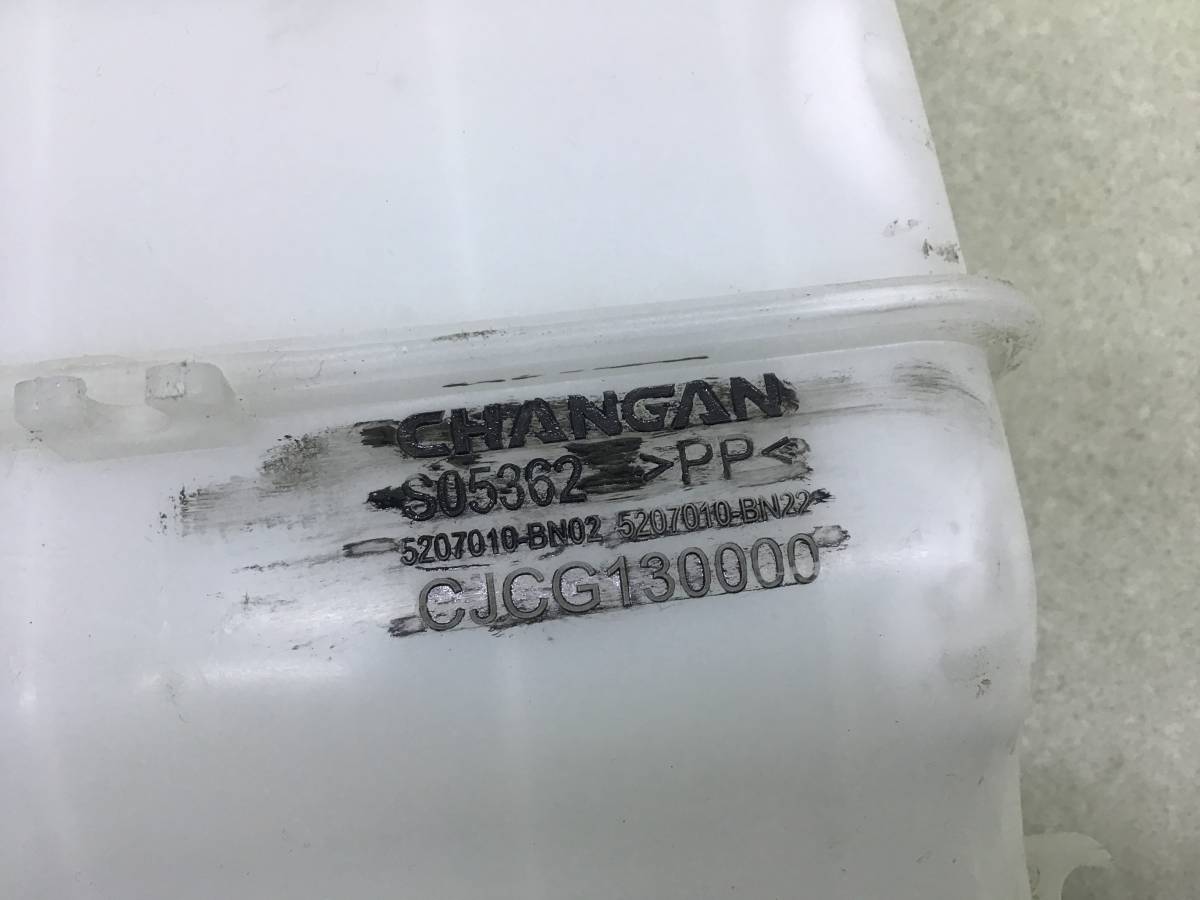 CHANGAN
S05362 >PP<
5207010-BN02 5207010-BN22
CJCG130000